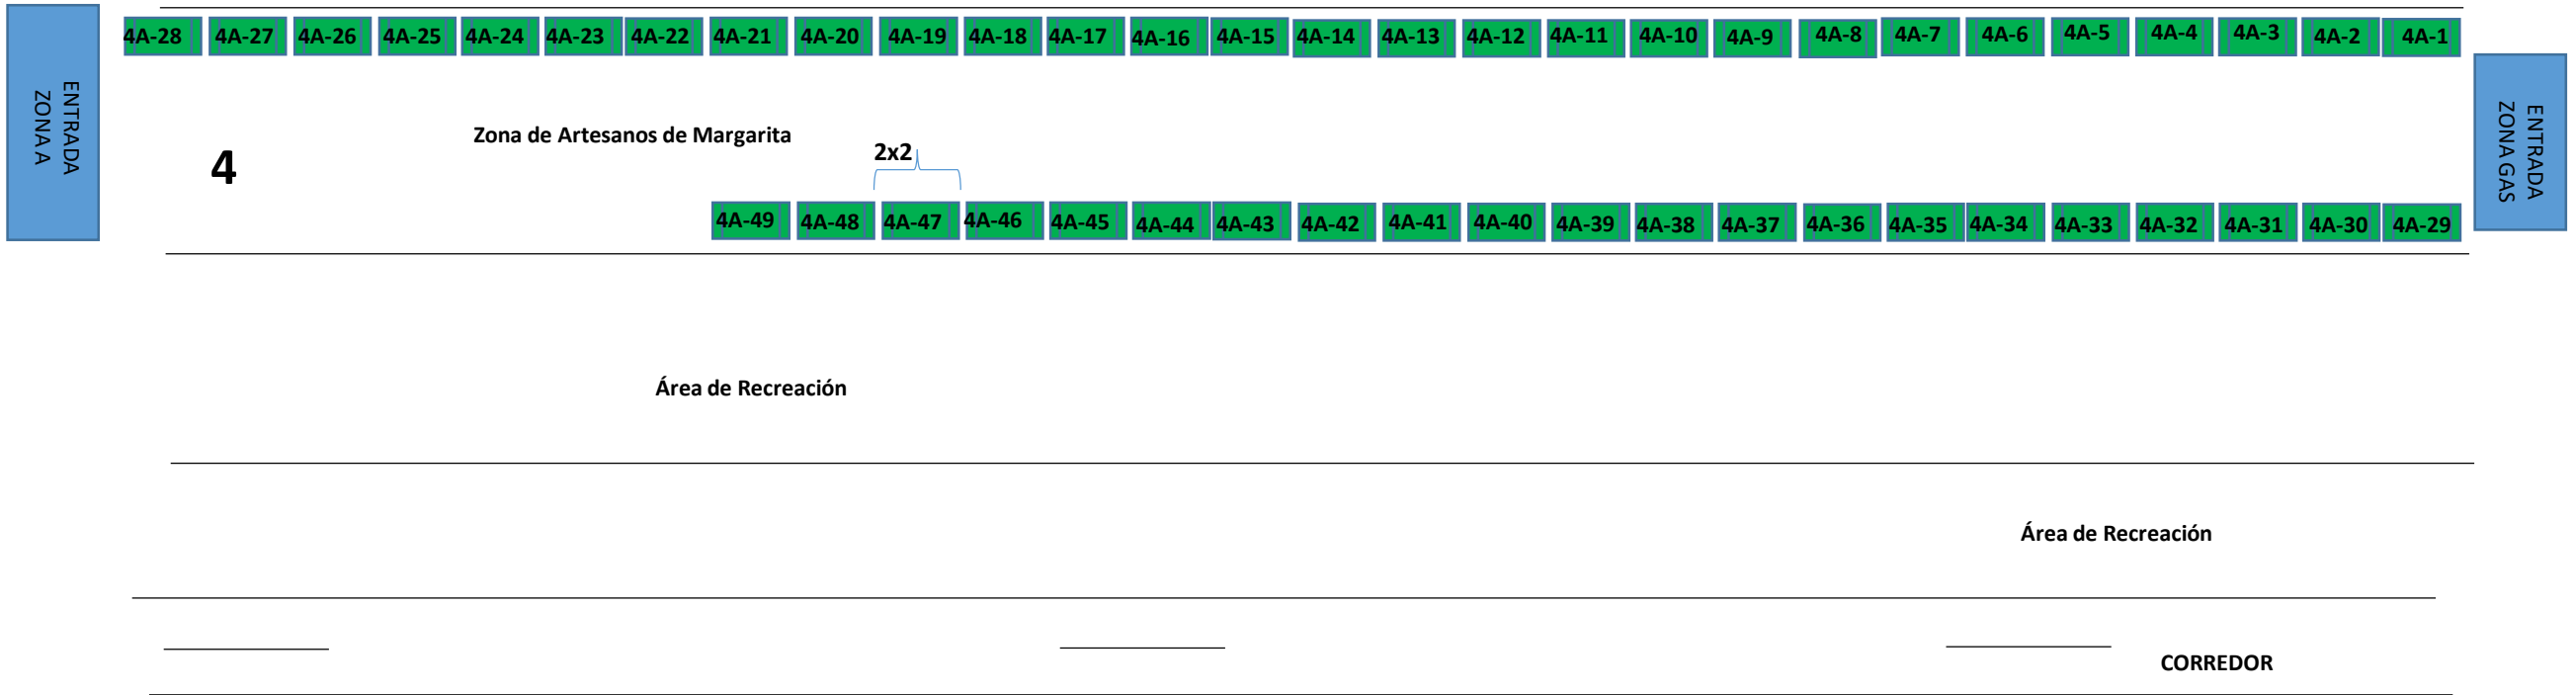 4A-28 4A-27 4A-26 4A-25 4A-24 4A-23 4A-22 4A-21 4A-20 4A-19 4A-18 4A-17 4A-16 4A-15 4A-14 4A-13 4A-12 4A-11 4A-10 4A-9 4A-8 4A-7 4A-6 4A-5 4A-4 4A-3 4A-2 4A-1
ENTRADA
ZONA A
ENTRADA
ZONA GAS
Zona de Artesanos de Margarita
2x2
4
4A-49 4A-48 4A-47 4A-46 4A-45 4A-44 4A-43 4A-42 4A-41 4A-40 4A-39 4A-38 4A-37 4A-36 4A-35 4A-34 4A-33 4A-32 4A-31 4A-30 4A-29
Área de Recreación
Área de Recreación
CORREDOR